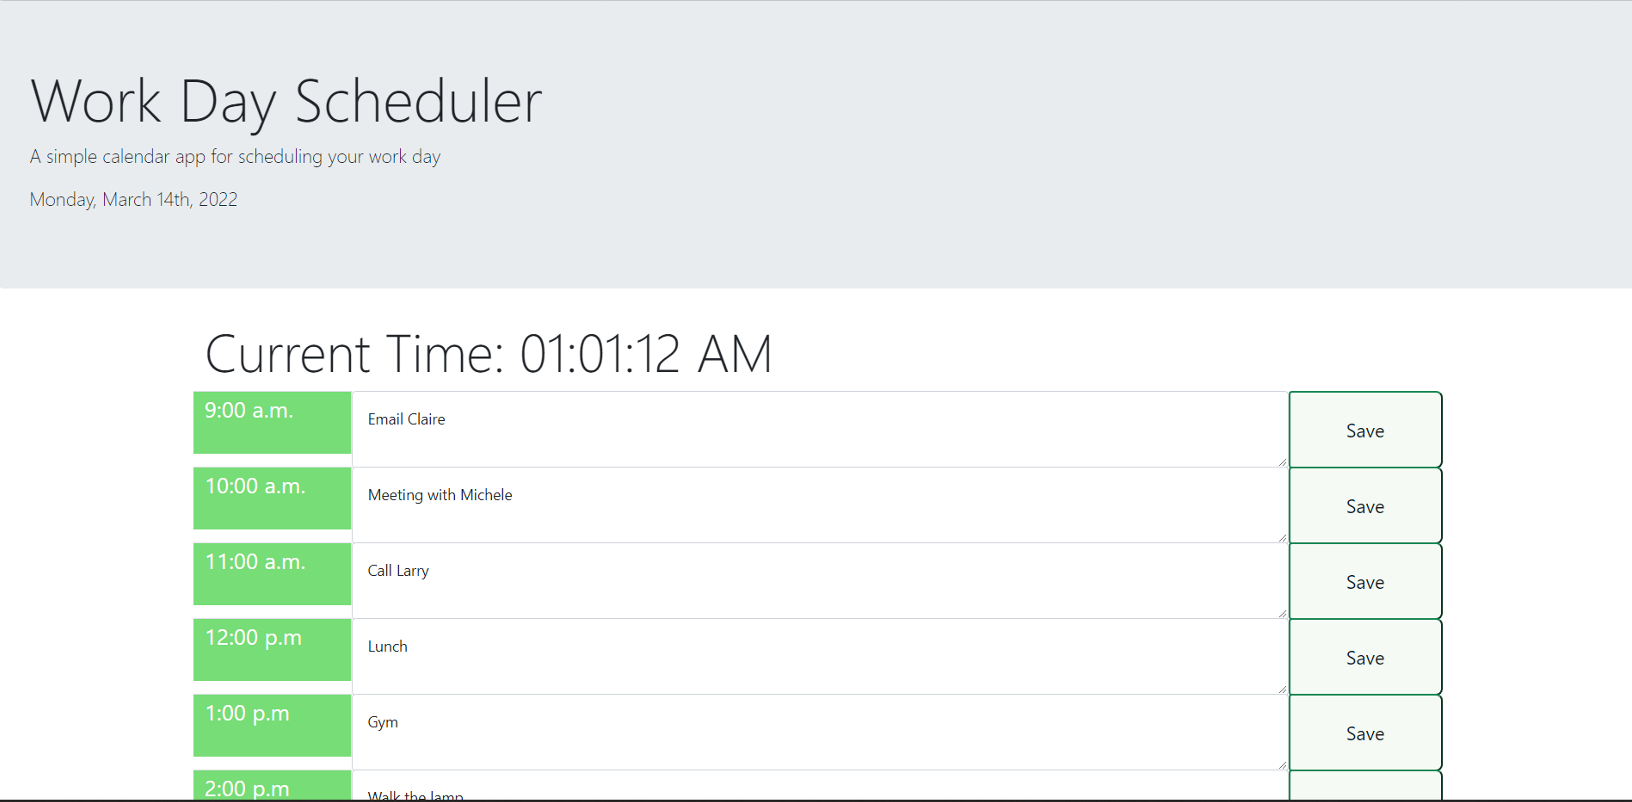 Work Day Scheduler
A simple calendar app for scheduling your work day
Monday, March 14th, 2022
Current Time: 01:01:12 AM
9:00 a.m. Email Claire Save
10:00 a.m. Meeting with Michele Save
11:00 a.m. Call Larry Save
12:00 p.m Lunch Save
1:00 p.m Gym Save
2:00 p.m Walk the lamp